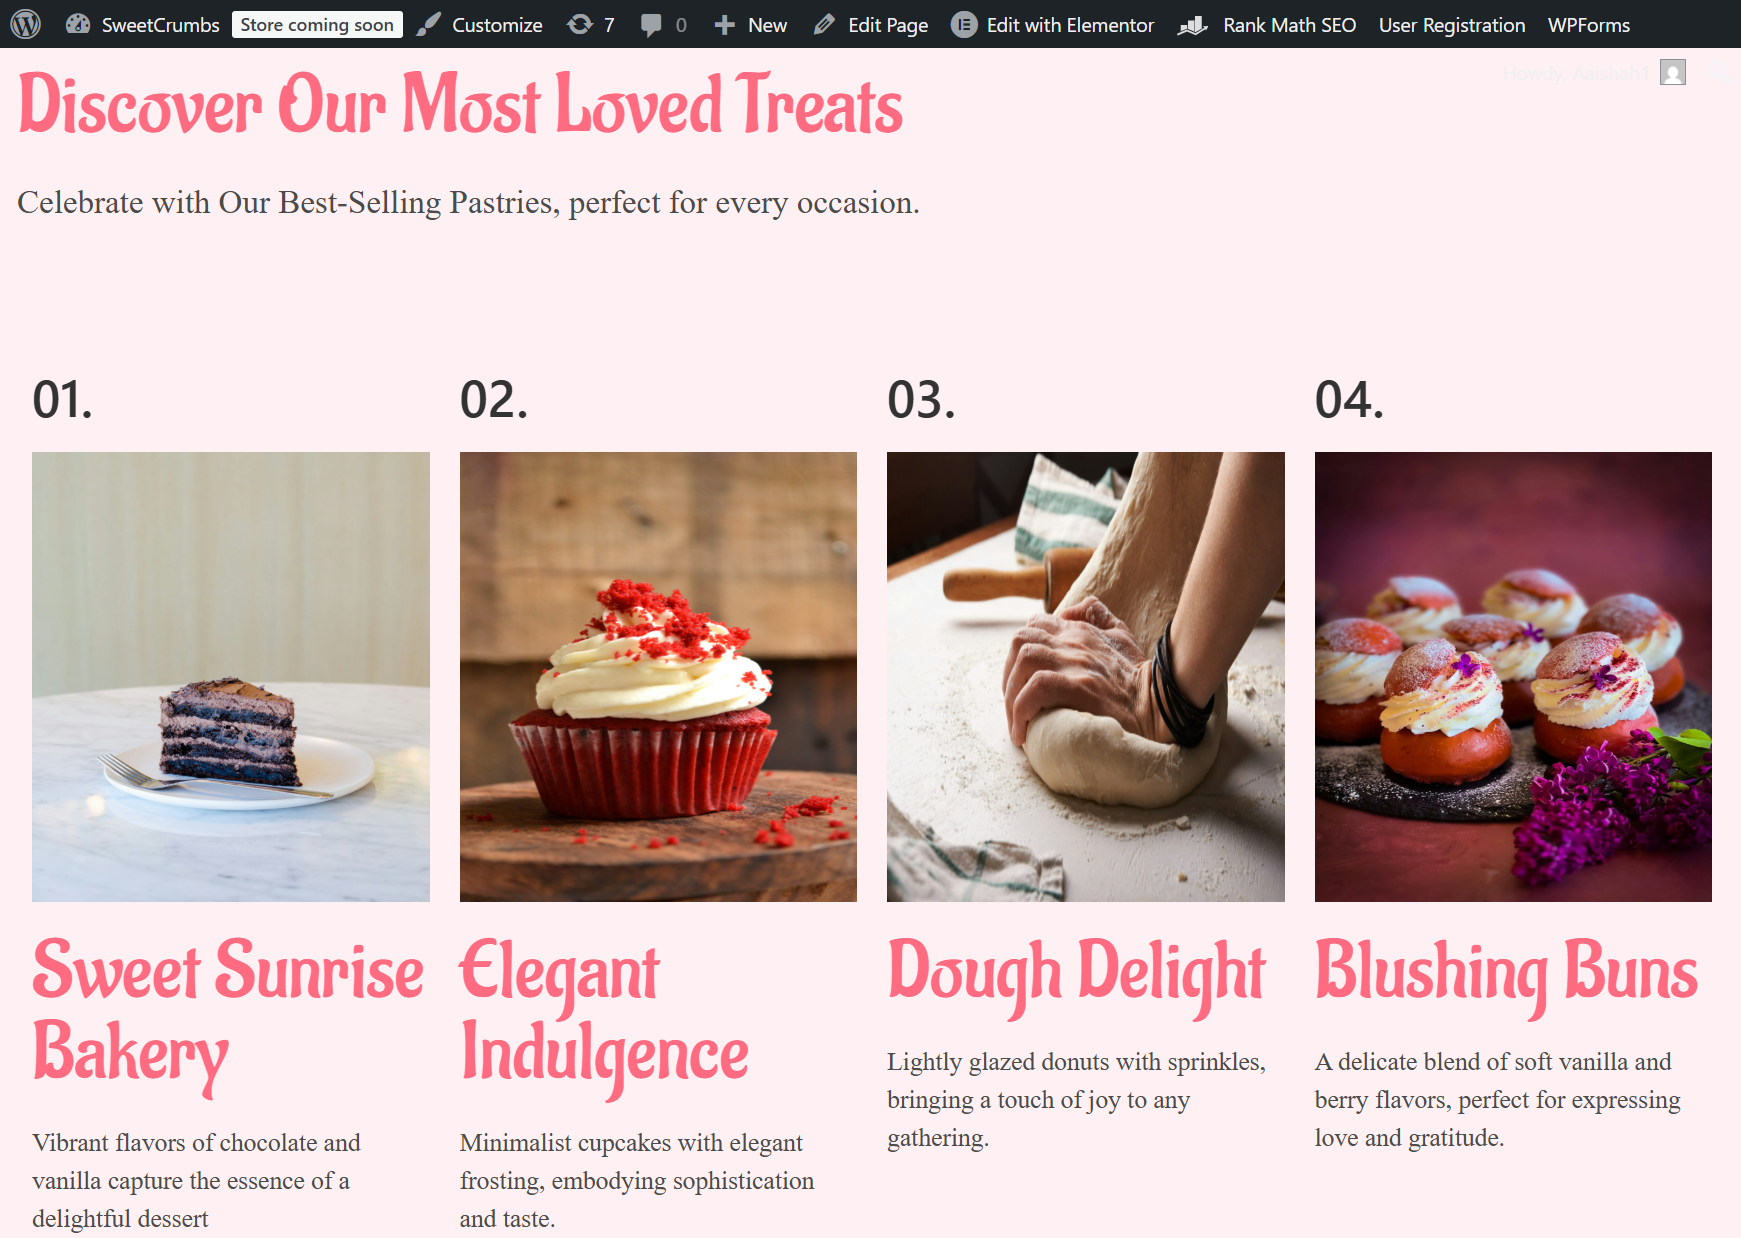 SweetCrumbs Store coming soon Customize 7 0 New Edit Page Edit with Elementor Rank Math SEO User Registration WPForms
Howdy, Aaishah1
Discover Our Most Loved Treats
Celebrate with Our Best-Selling Pastries, perfect for every occasion.
01.
02.
03.
04.
Sweet Sunrise
Bakery
Vibrant flavors of chocolate and
vanilla capture the essence of a
delightful dessert
Elegant
Indulgence
Minimalist cupcakes with elegant
frosting, embodying sophistication
and taste.
Dough Delight
Lightly glazed donuts with sprinkles,
bringing a touch of joy to any
gathering.
Blushing Buns
A delicate blend of soft vanilla and
berry flavors, perfect for expressing
love and gratitude.